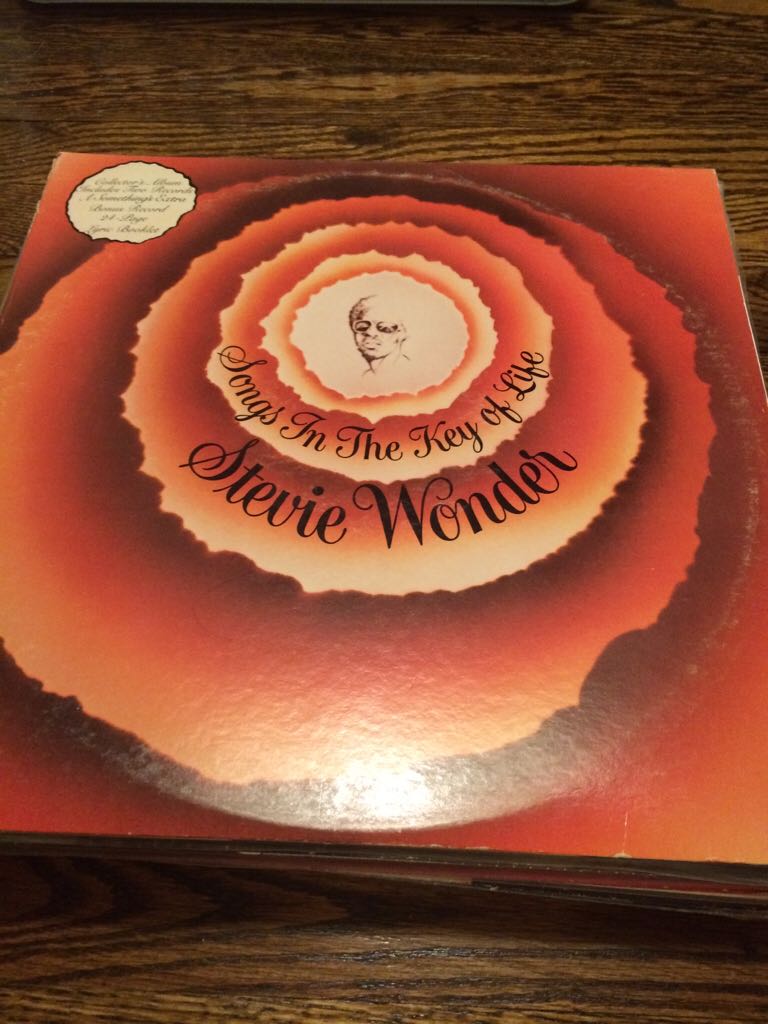 Collector's Album
Includes Two Records
A Something's Extra
Bonus Record
24-Page
Lyric Booklet
Songs In The Key of Life
Stevie Wonder